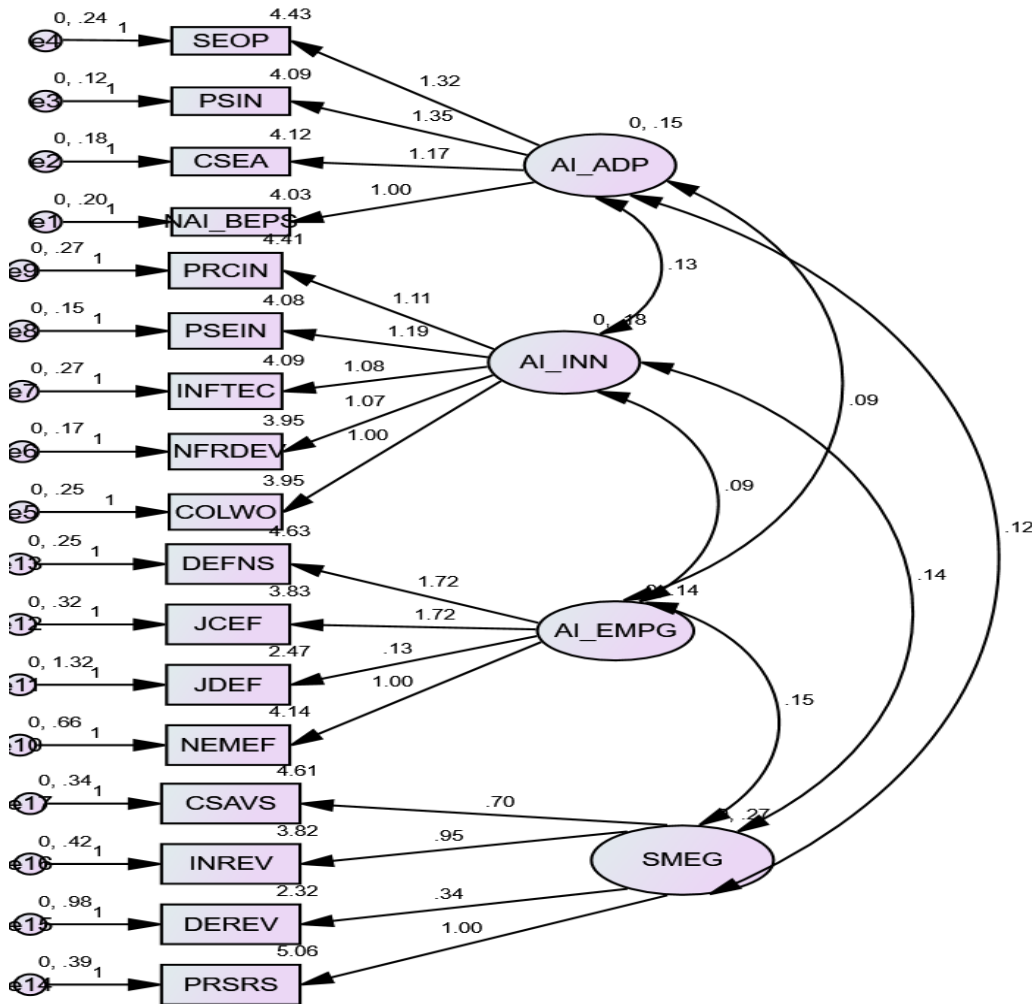 0, .24
e4
1
4.43
SEOP
0, .12
e3
1
4.09
PSIN
0, .18
e2
1
4.12
CSEA
0, .20
e1
1
4.03
NAI_BEPS
0, .27
e9
1
4.41
PRCIN
0, .15
e8
1
4.08
PSEIN
0, .27
e7
1
4.09
INFTEC
0, .17
e6
1
3.95
NFRDEV
0, .25
e5
1
3.95
COLWO
0, .25
e13
1
4.63
DEFNS
0, .32
e12
1
3.83
JCEF
0, 1.32
e11
1
2.47
JDEF
0, .66
e10
1
4.14
NEMEF
0, .34
e17
1
4.61
CSAVS
0, .42
e16
1
3.82
INREV
0, .98
e15
1
2.32
DEREV
0, .39
e14
1
5.06
PRSRS
1.32
1.35
1.17
1.00
0, .15
AI_ADP
1.11
1.19
1.08
1.07
1.00
0, .18
AI_INN
1.72
1.72
.13
1.00
.14
AI_EMPG
.70
.95
.34
1.00
, .27
SMEG
.13
.09
.09
.12
.14
.15